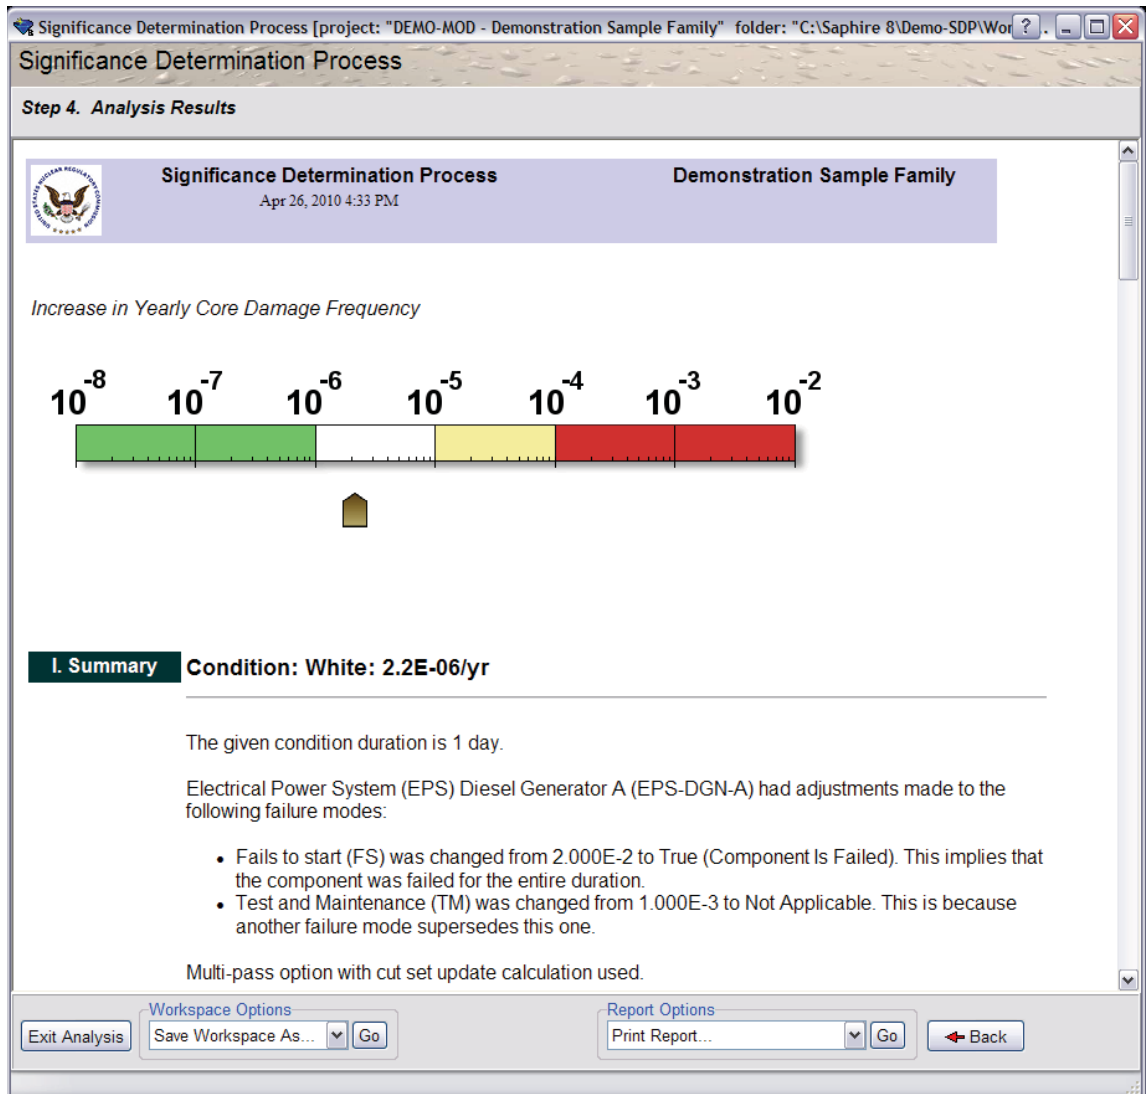 Significance Determination Process [project: "DEMO-MOD - Demonstration Sample Family" folder: "C:\Saphire 8\Demo-SDP\Wor
Significance Determination Process
Step 4. Analysis Results
Significance Determination Process
Demonstration Sample Family
Apr 26, 2010 4:33 PM
UNITED STATES NUCLEAR REGULATORY COMMISSION
Increase in Yearly Core Damage Frequency
10^-8 10^-7 10^-6 10^-5 10^-4 10^-3 10^-2
I. Summary
Condition: White: 2.2E-06/yr
The given condition duration is 1 day.
Electrical Power System (EPS) Diesel Generator A (EPS-DGN-A) had adjustments made to the
following failure modes:
• Fails to start (FS) was changed from 2.000E-2 to True (Component Is Failed). This implies that
the component was failed for the entire duration.
• Test and Maintenance (TM) was changed from 1.000E-3 to Not Applicable. This is because
another failure mode supersedes this one.
Multi-pass option with cut set update calculation used.
Exit Analysis
Workspace Options
Save Workspace As...
Go
Report Options
Print Report...
Go
Back